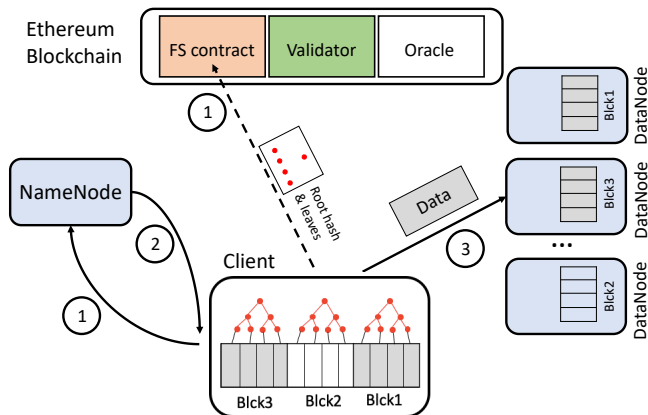 Ethereum
Blockchain
FS contract
Validator
Oracle
1
Root hash
& leaves
Blck1
DataNode
NameNode
2
1
Data
3
Blck3
DataNode
...
Blck2
DataNode
Client
Blck3
Blck2
Blck1